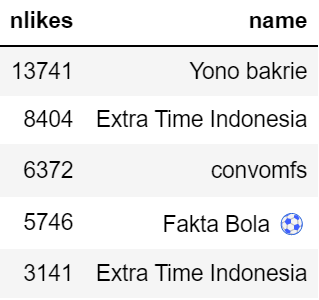 nlikes name
13741 Yono bakrie
8404 Extra Time Indonesia
6372 convomfs
5746 Fakta Bola ⚽
3141 Extra Time Indonesia